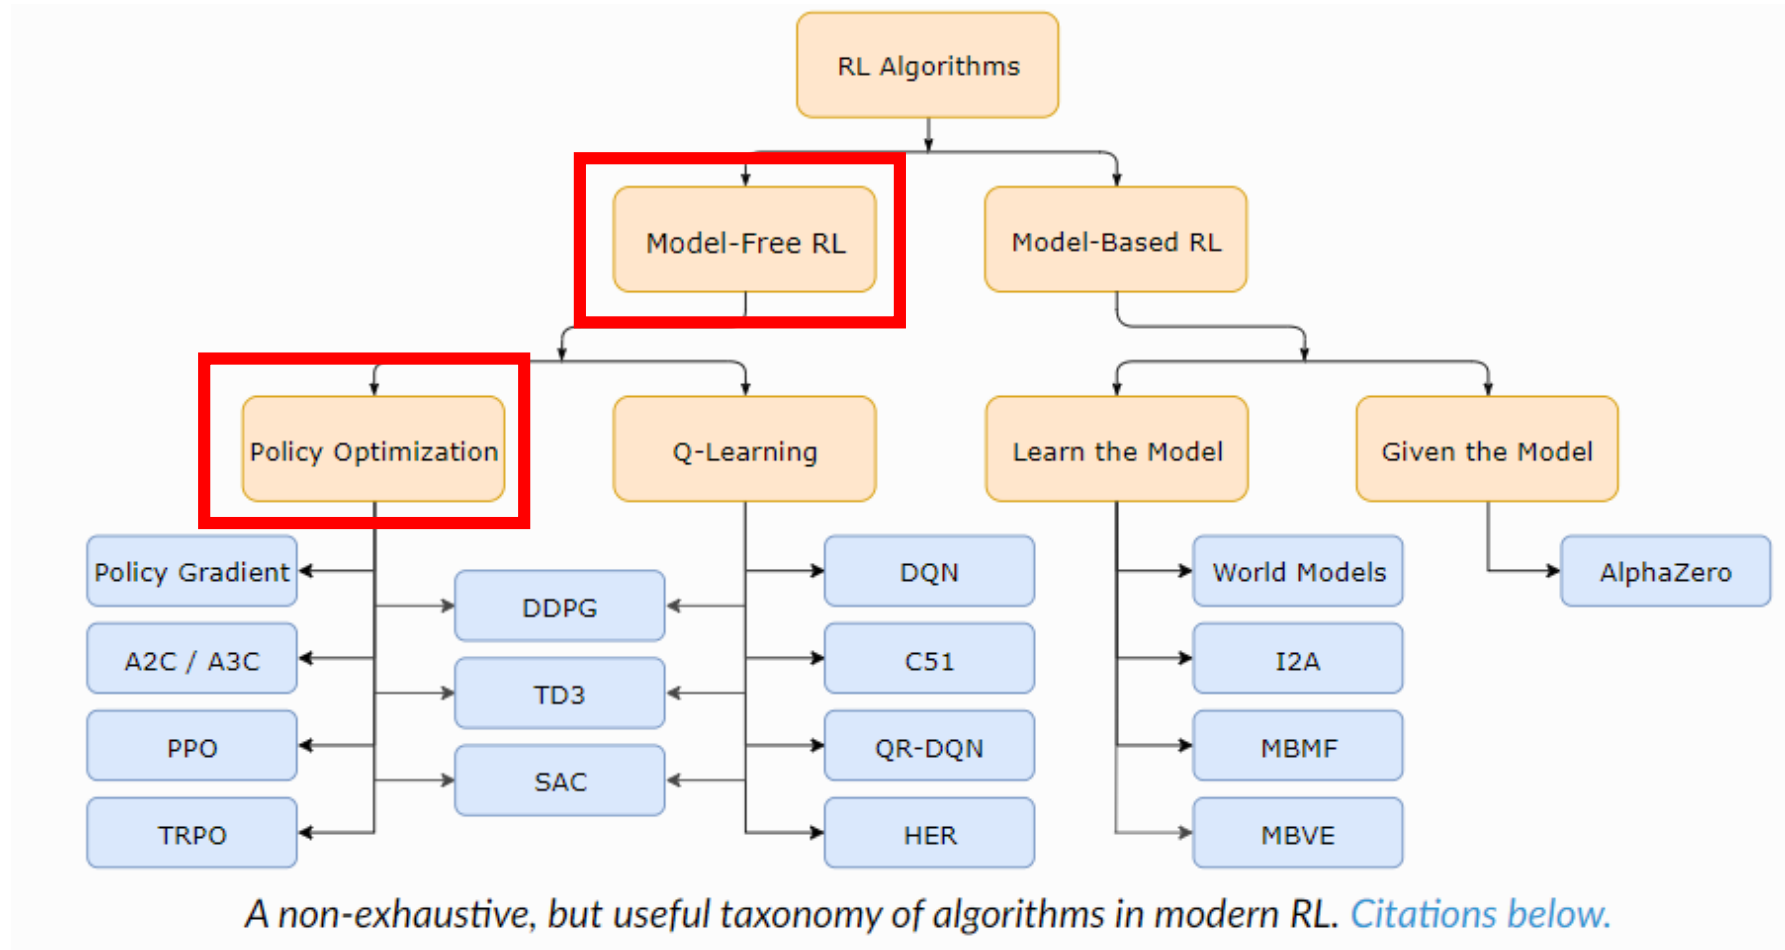 RL Algorithms
Model-Free RL
Model-Based RL
Policy Optimization
Q-Learning
Learn the Model
Given the Model
Policy Gradient
DDPG
DQN
World Models
AlphaZero
A2C / A3C
TD3
C51
I2A
PPO
SAC
QR-DQN
MBMF
TRPO
HER
MBVE
A non-exhaustive, but useful taxonomy of algorithms in modern RL. Citations below.